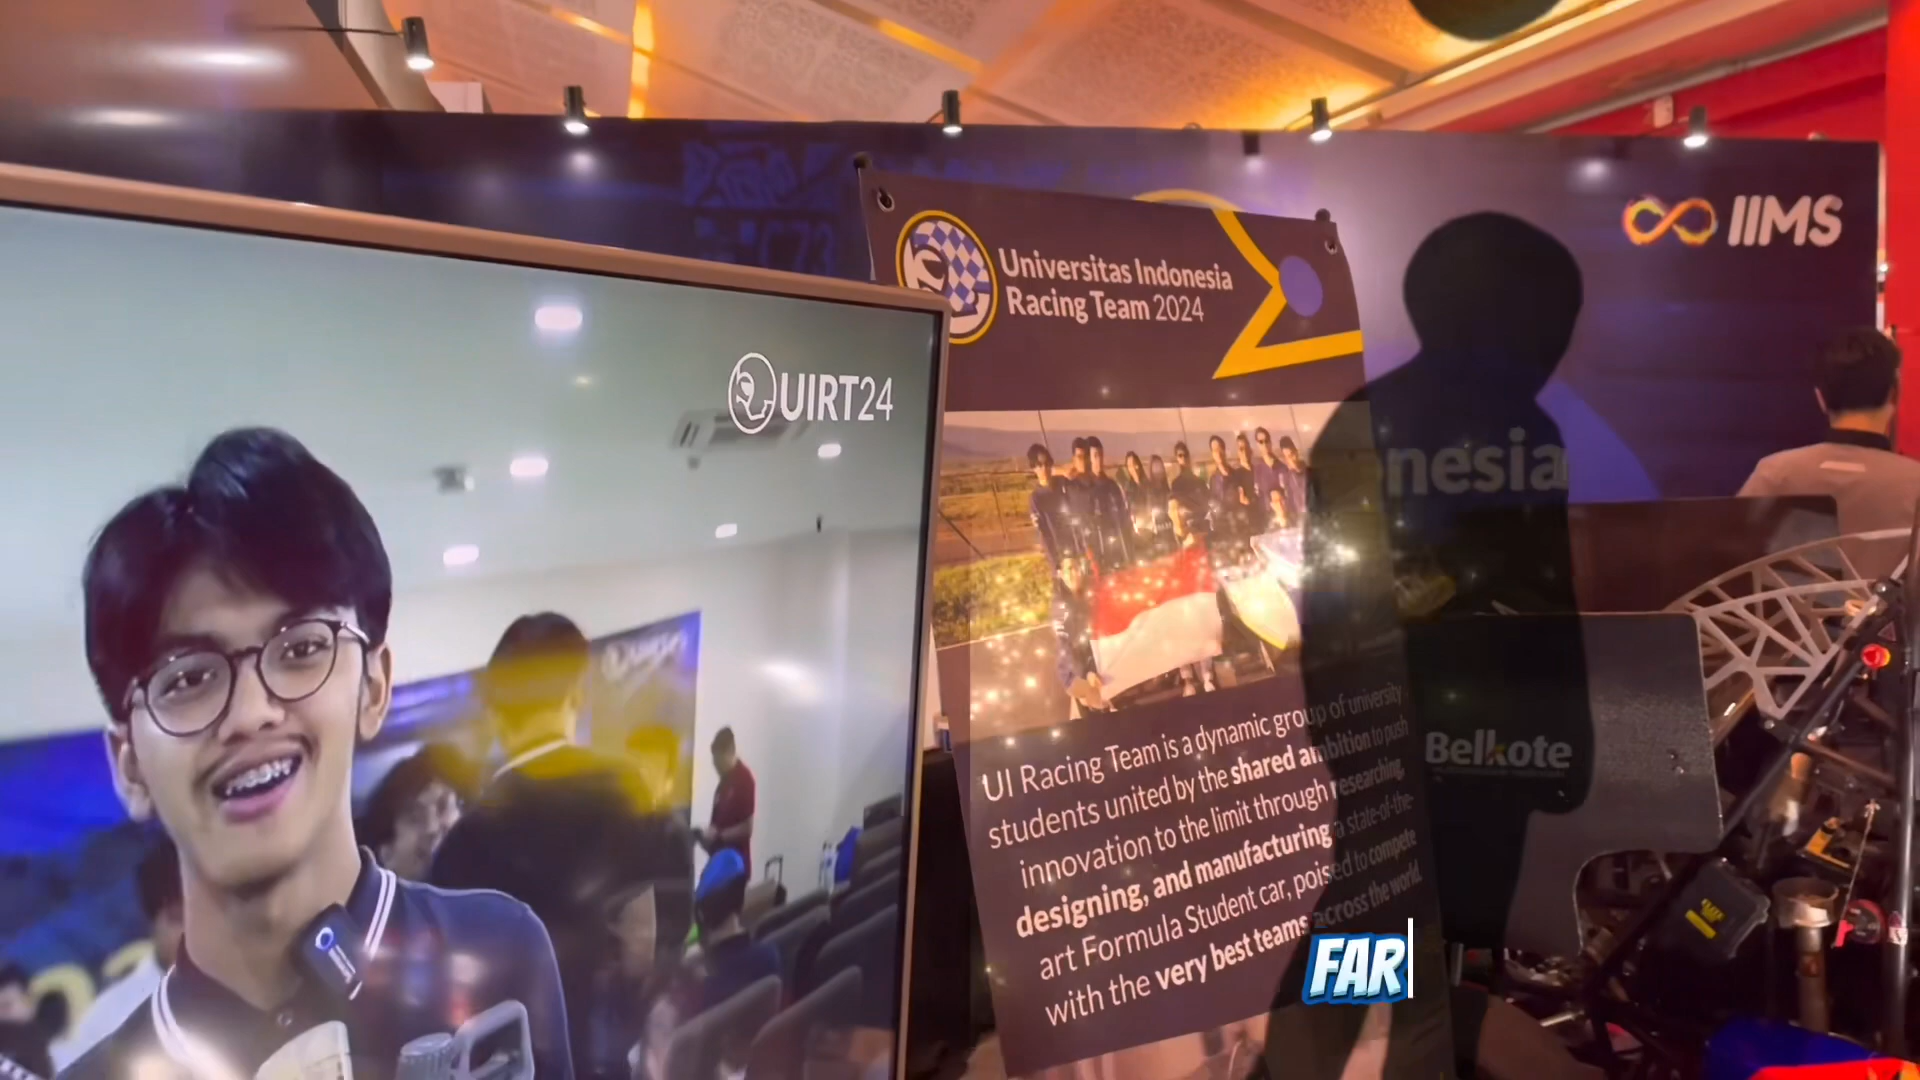 IIMS
Universitas Indonesia
Racing Team 2024
UIRT24
nesia
Belkote
UI Racing Team is a dynamic group of university
students united by the shared ambition to push
innovation to the limit through researching,
designing, and manufacturing a state-of-the-
art Formula Student car, poised to compete
with the very best teams across the world.
FAR